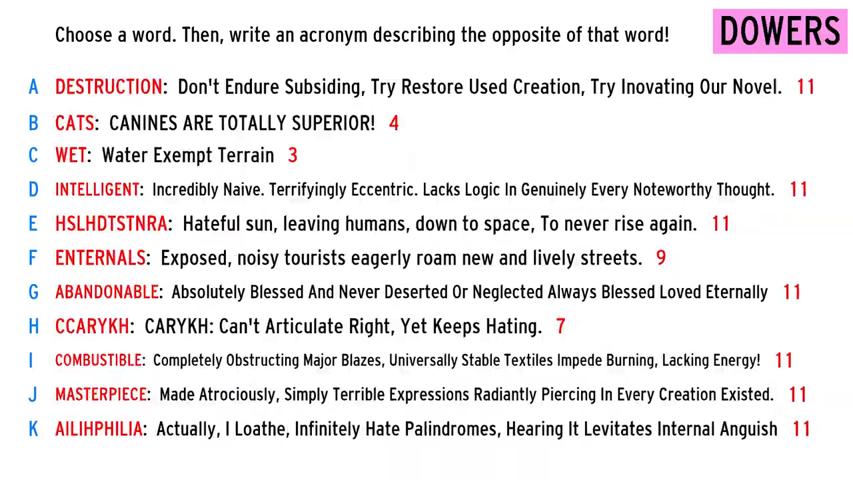 Choose a word. Then, write an acronym describing the opposite of that word!
DOWERS
A DESTRUCTION: Don't Endure Subsiding, Try Restore Used Creation, Try Inovating Our Novel. 11
B CATS: CANINES ARE TOTALLY SUPERIOR! 4
C WET: Water Exempt Terrain 3
D INTELLIGENT: Incredibly Naive. Terrifyingly Eccentric. Lacks Logic In Genuinely Every Noteworthy Thought. 11
E HSLHDTSTNRA: Hateful sun, leaving humans, down to space, To never rise again. 11
F ENTERNALS: Exposed, noisy tourists eagerly roam new and lively streets. 9
G ABANDONABLE: Absolutely Blessed And Never Deserted Or Neglected Always Blessed Loved Eternally 11
H CCARYKH: CARYKH: Can't Articulate Right, Yet Keeps Hating. 7
I COMBUSTIBLE: Completely Obstructing Major Blazes, Universally Stable Textiles Impede Burning, Lacking Energy! 11
J MASTERPIECE: Made Atrociously, Simply Terrible Expressions Radiantly Piercing In Every Creation Existed. 11
K AILIHPHILIA: Actually, I Loathe, Infinitely Hate Palindromes, Hearing It Levitates Internal Anguish 11